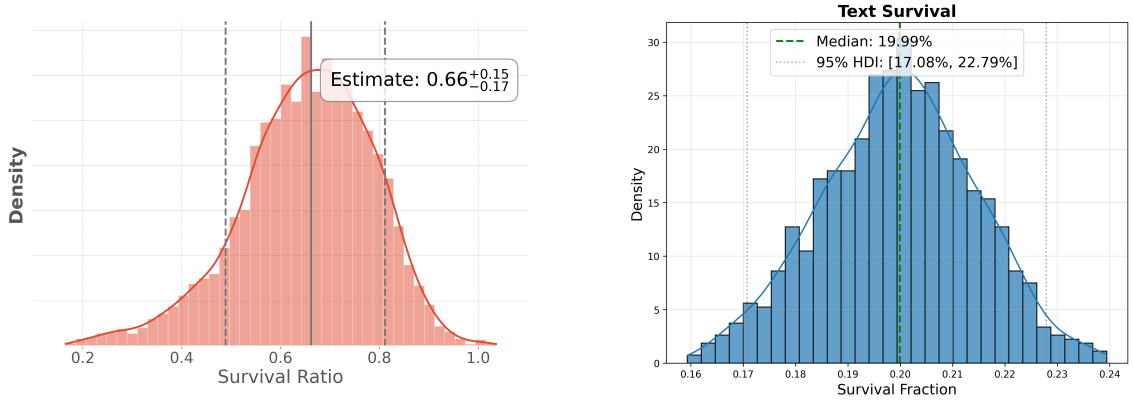 Density
Estimate: 0.66 +0.15 −0.17
0.2 0.4 0.6 0.8 1.0
Survival Ratio
Text Survival
Median: 19.99%
95% HDI: [17.08%, 22.79%]
Density
30
25
20
15
10
5
0
0.16 0.17 0.18 0.19 0.20 0.21 0.22 0.23 0.24
Survival Fraction